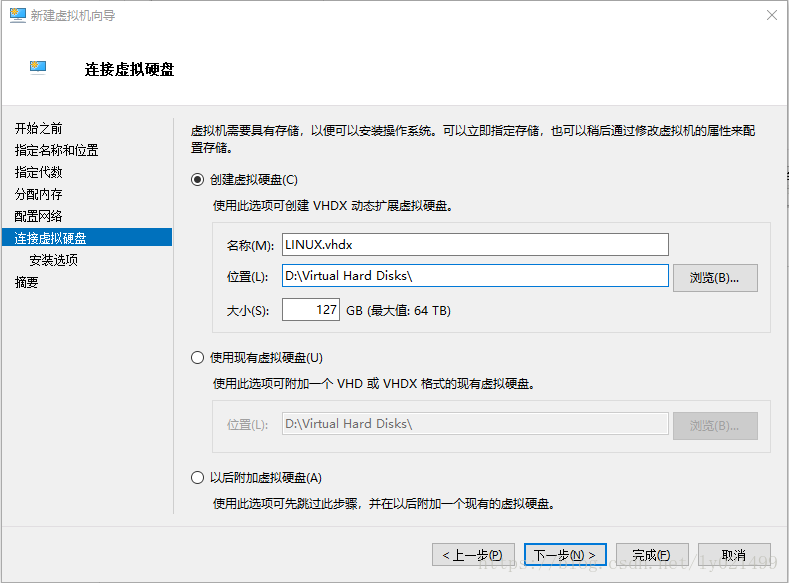 新建虚拟机向导
连接虚拟硬盘
开始之前
指定名称和位置
指定代数
分配内存
配置网络
连接虚拟硬盘
安装选项
摘要
虚拟机需要具有存储，以便可以安装操作系统。可以立即指定存储，也可以稍后通过修改虚拟机的属性来配
置存储。
创建虚拟硬盘(C)
使用此选项可创建 VHDX 动态扩展虚拟硬盘。
名称(M): LINUX.vhdx
位置(L): D:\Virtual Hard Disks\ 浏览(B)...
大小(S): 127 GB (最大值: 64 TB)
使用现有虚拟硬盘(U)
使用此选项可附加一个 VHD 或 VHDX 格式的现有虚拟硬盘。
位置(L): D:\Virtual Hard Disks\ 浏览(B)...
以后附加虚拟硬盘(A)
使用此选项可先跳过此步骤，并在以后附加一个现有的虚拟硬盘。
< 上一步(P) 下一步(N) > 完成(F) 取消